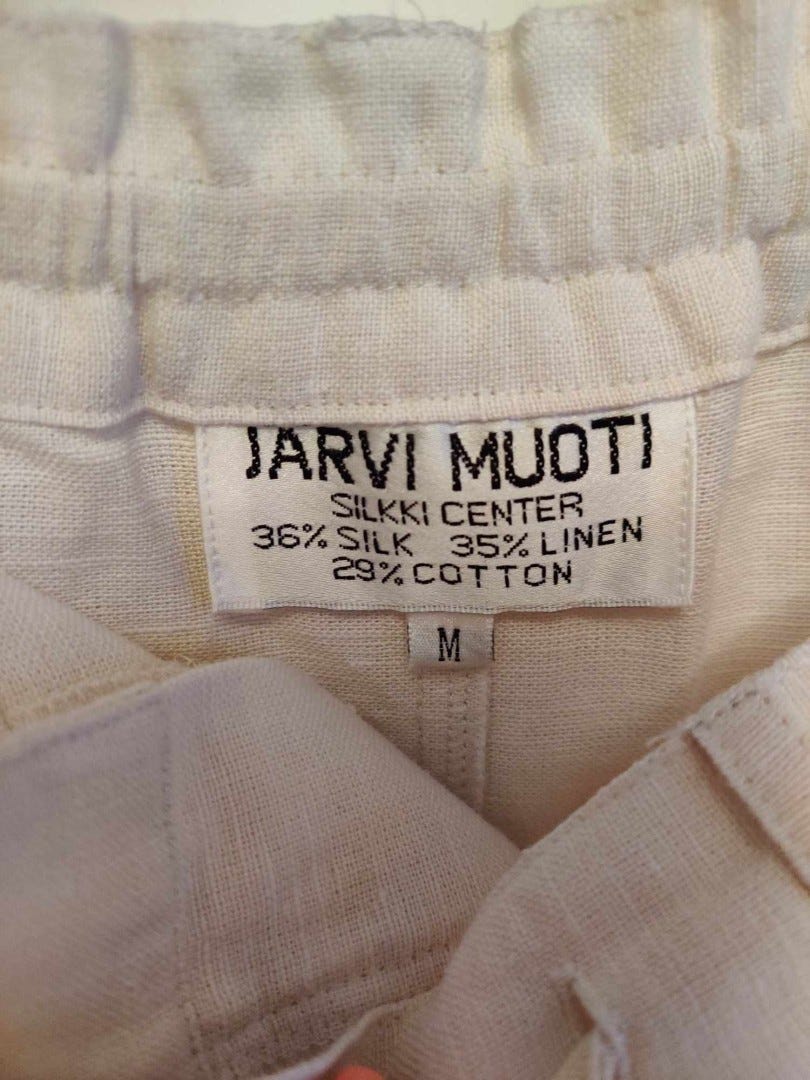 JARVI MUOTI
SILKKI CENTER
36% SILK 35% LINEN
29% COTTON
M